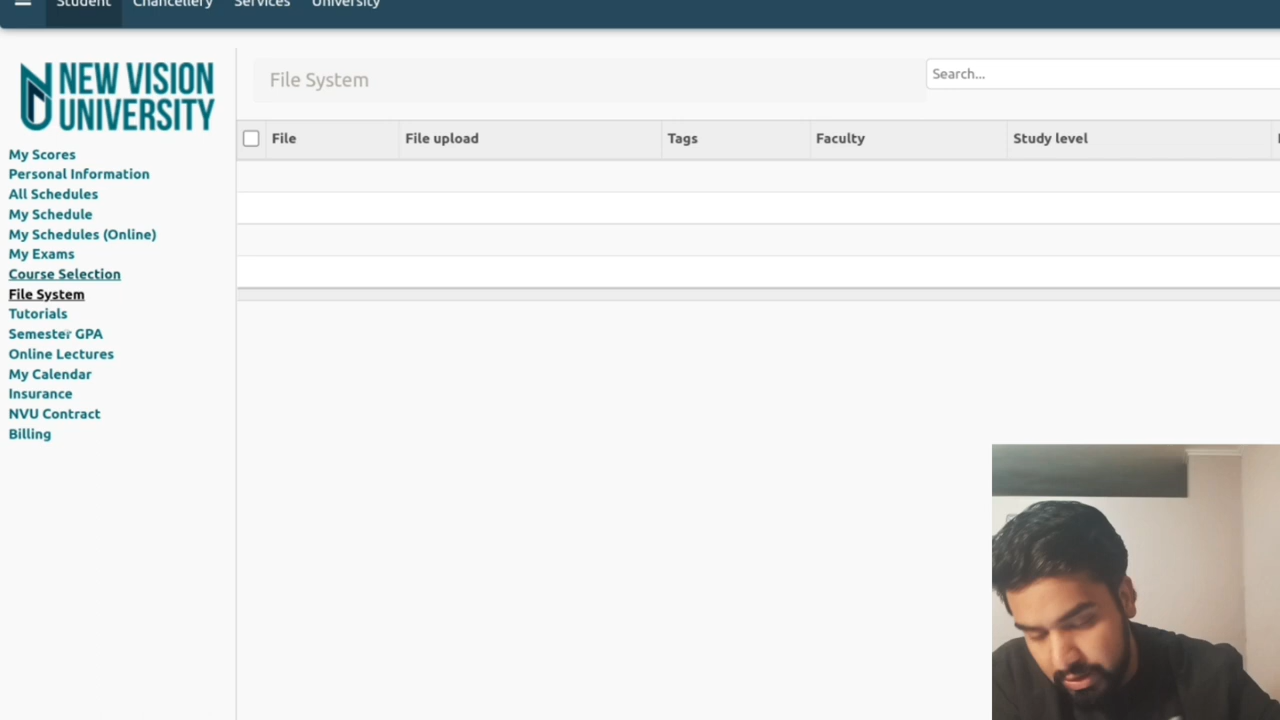 Student Chancellery Services University
NEW VISION
UNIVERSITY
File System
Search...
File File upload Tags Faculty Study level
My Scores
Personal Information
All Schedules
My Schedule
My Schedules (Online)
My Exams
Course Selection
File System
Tutorials
Semester GPA
Online Lectures
My Calendar
Insurance
NVU Contract
Billing